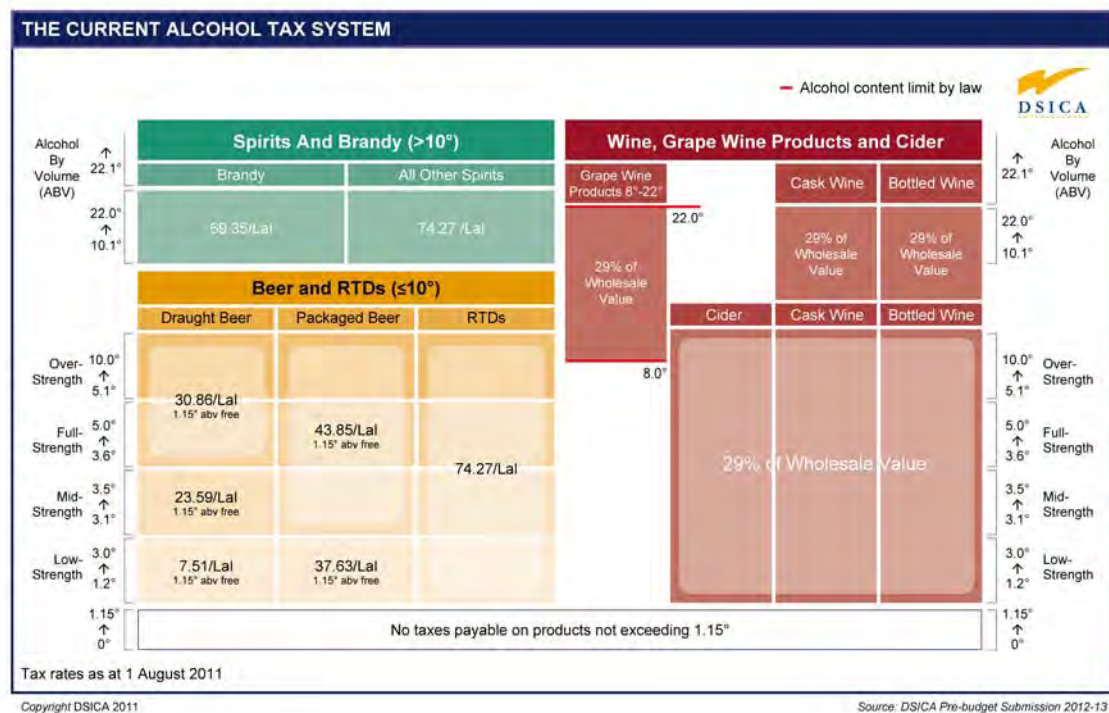 THE CURRENT ALCOHOL TAX SYSTEM
Alcohol content limit by law
DSICA
Alcohol
By
Volume
(ABV)
↑
22.1°
22.0°
↑
10.1°
Spirits And Brandy (>10°)
Brandy
All Other Spirits
69.35/Lal
74.27 /Lal
Wine, Grape Wine Products and Cider
Grape Wine
Products 8°-22°
Cask Wine
Bottled Wine
22.0°
29% of
Wholesale
Value
29% of
Wholesale
Value
29% of
Wholesale
Value
8.0°
↑
22.1°
22.0°
↑
10.1°
Alcohol
By
Volume
(ABV)
Beer and RTDs (≤10°)
Draught Beer
Packaged Beer
RTDs
Over-
Strength
10.0°
↑
5.1°
Full-
Strength
5.0°
↑
3.6°
Mid-
Strength
3.5°
↑
3.1°
Low-
Strength
3.0°
↑
1.2°
30.86/Lal
1.15° abv free
43.85/Lal
1.15° abv free
74.27/Lal
23.59/Lal
1.15° abv free
7.51/Lal
1.15° abv free
37.63/Lal
1.15° abv free
Cider
Cask Wine
Bottled Wine
29% of Wholesale Value
10.0°
↑
5.1°
Over-
Strength
5.0°
↑
3.6°
Full-
Strength
3.5°
↑
3.1°
Mid-
Strength
3.0°
↑
1.2°
Low-
Strength
1.15°
↑
0°
No taxes payable on products not exceeding 1.15°
1.15°
↑
0°
Tax rates as at 1 August 2011
Copyright DSICA 2011
Source: DSICA Pre-budget Submission 2012-13